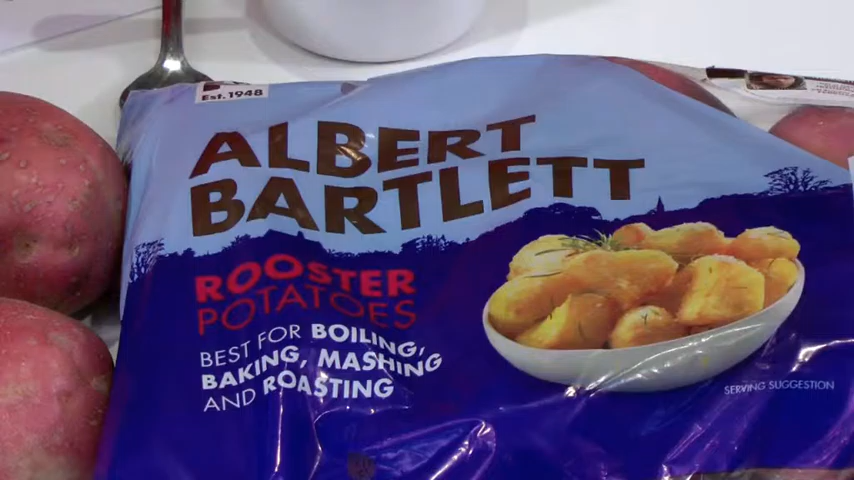 Est. 1948
ALBERT
BARTLETT
ROOSTER
POTATOES
BEST FOR BOILING,
BAKING, MASHING
AND ROASTING
SERVING SUGGESTION